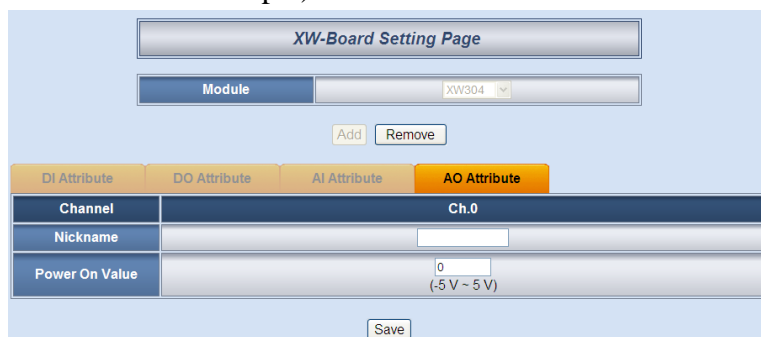 XW-Board Setting Page
Module XW304
Add Remove
DI Attribute DO Attribute AI Attribute AO Attribute
Channel Ch.0
Nickname
Power On Value 0
(-5 V ~ 5 V)
Save